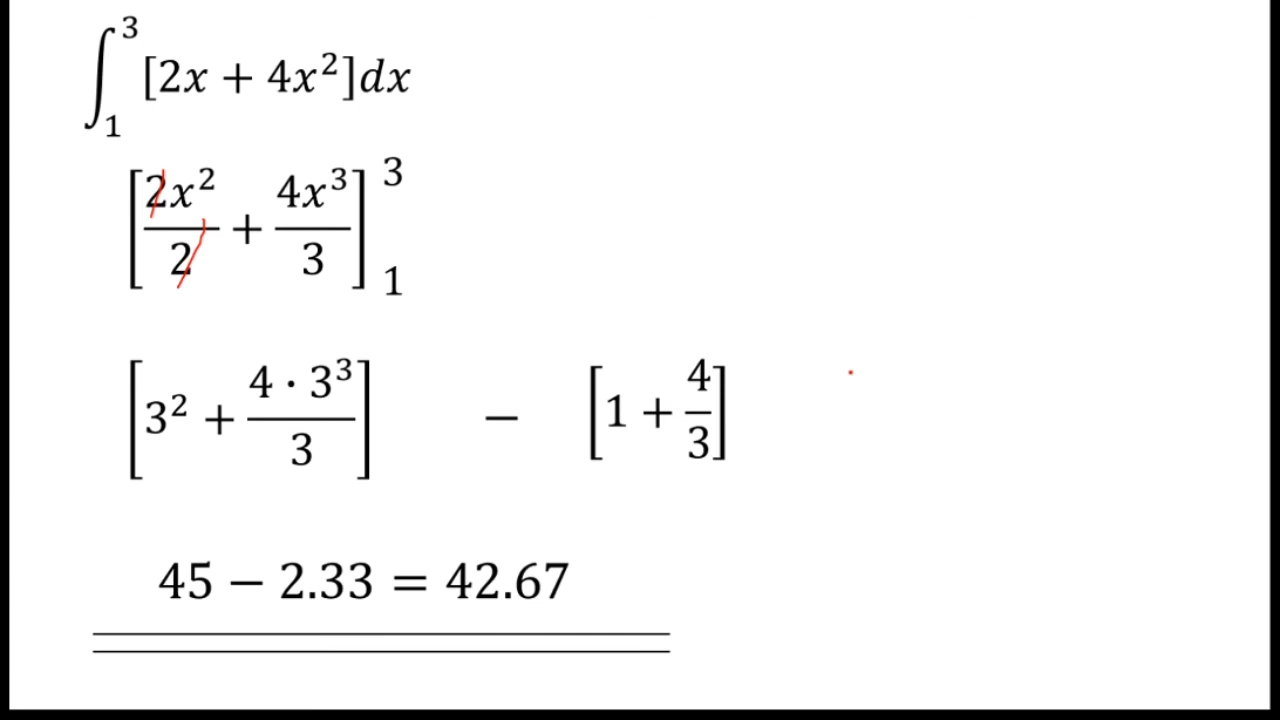 ∫₁³ [2x + 4x²]dx
[2x²/2 + 4x³/3]₁³
[3² + 4 · 3³/3] − [1 + 4/3]
45 − 2.33 = 42.67